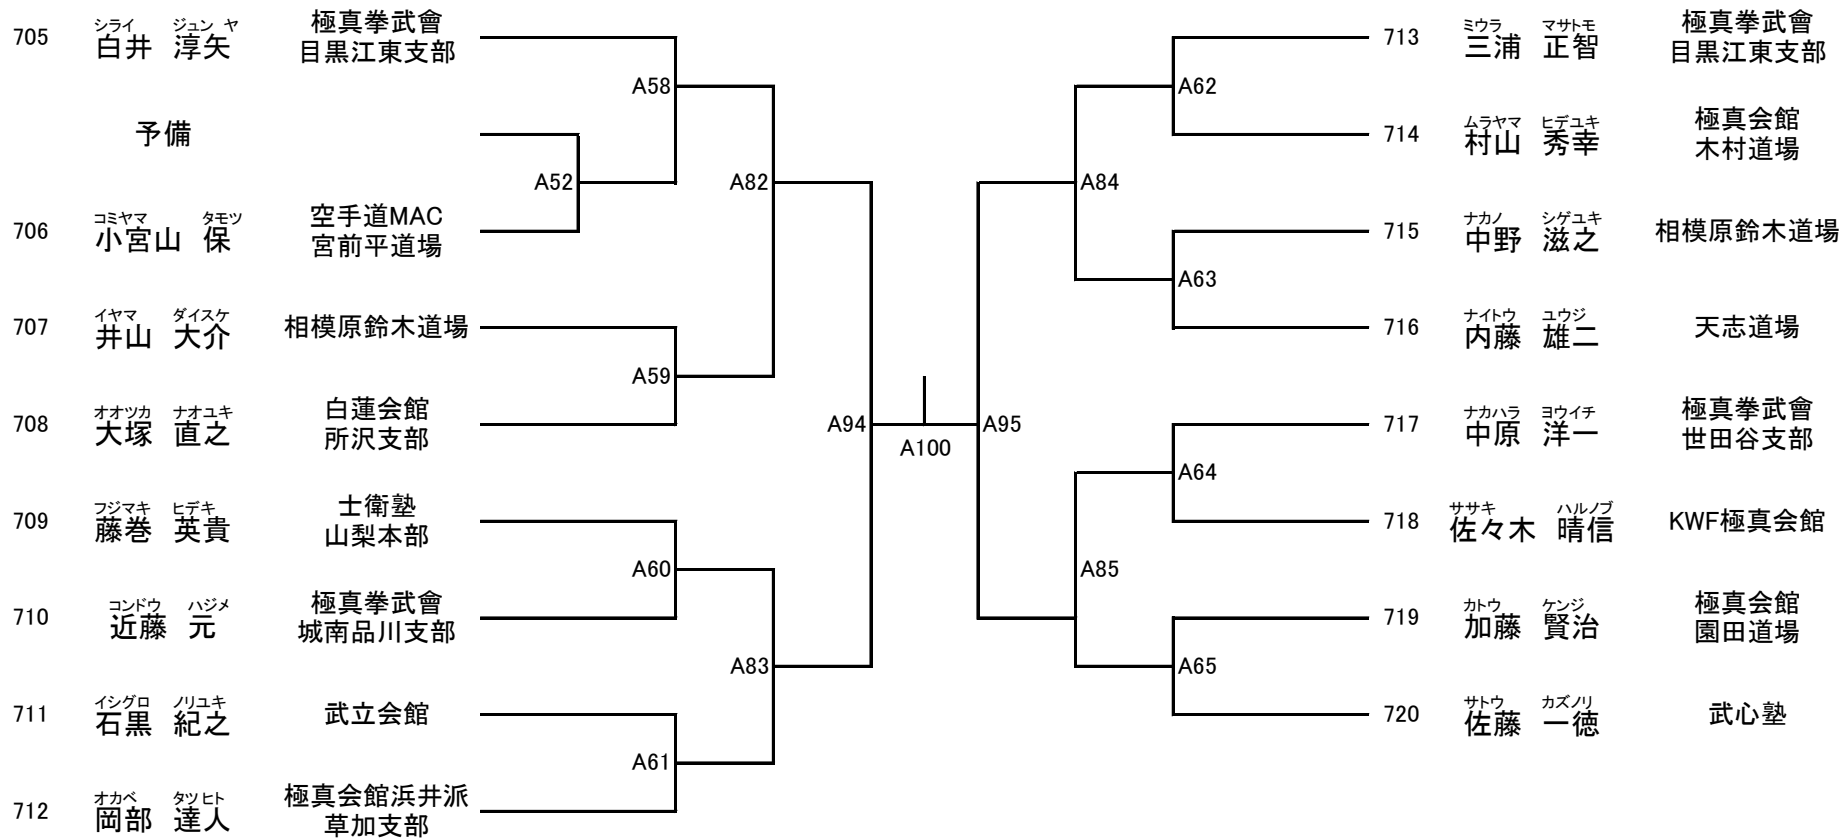 シライ ジュン ヤ
705 白井 淳矢
極真拳武會
目黒江東支部
A58
予備
A52
コミヤマ タモツ
706 小宮山 保
空手道MAC
宮前平道場
A82
イヤマ ダイスケ
707 井山 大介 相模原鈴木道場
A59
オオツカ ナオユキ
708 大塚 直之
白蓮会館
所沢支部
A94
フジマキ ヒデキ
709 藤巻 英貴
士衛塾
山梨本部
A60
コンドウ ハジメ
710 近藤 元
極真拳武會
城南品川支部
A83
イシグロ ノリユキ
711 石黒 紀之 武立会館
A61
オカベ タツヒト
712 岡部 達人
極真会館浜井派
草加支部
A100
ミウラ マサトモ
713 三浦 正智
極真拳武會
目黒江東支部
A62
ムラヤマ ヒデユキ
714 村山 秀幸
極真会館
木村道場
A84
ナカノ シゲユキ
715 中野 滋之 相模原鈴木道場
A63
ナイトウ ユウジ
716 内藤 雄二 天志道場
A95
ナカハラ ヨウイチ
717 中原 洋一
極真拳武會
世田谷支部
A64
ササキ ハルノブ
718 佐々木 晴信 KWF極真会館
A85
カトウ ケンジ
719 加藤 賢治
極真会館
園田道場
A65
サトウ カズノリ
720 佐藤 一徳 武心塾